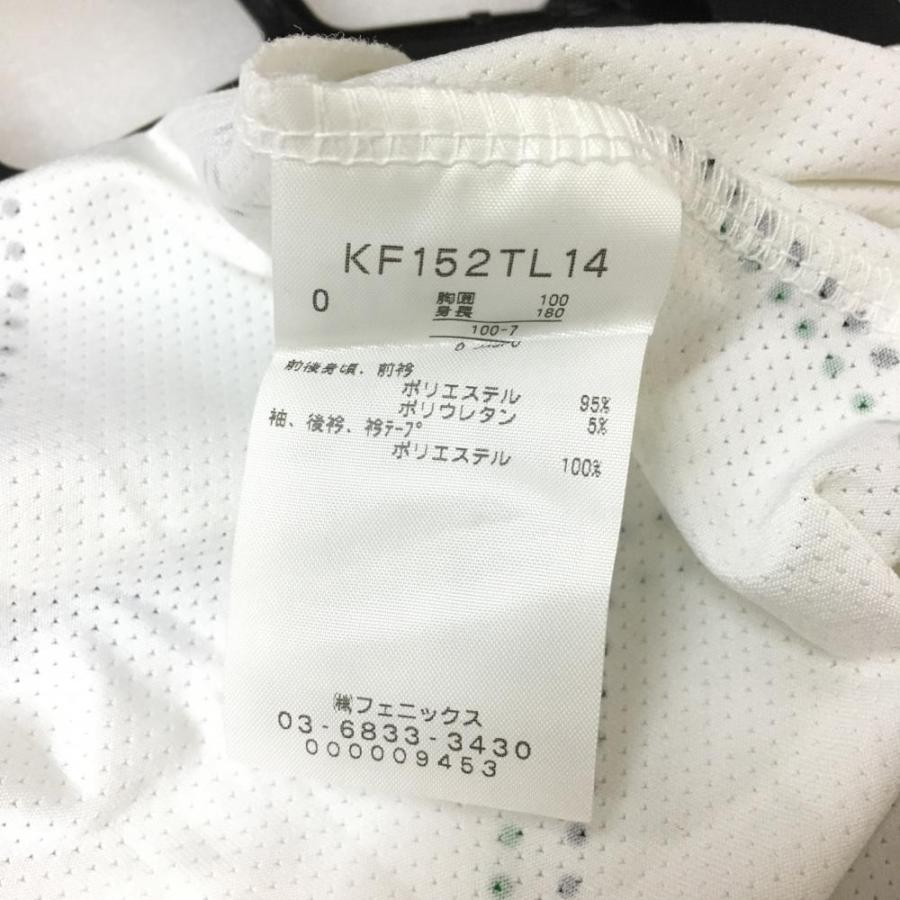 KF152TL14
O 胸囲 100
身長 180
100-7
前後身頃、前衿
ポリエステル 95%
ポリウレタン 5%
袖、後衿、衿ﾃｰﾌﾟ
ポリエステル 100%
㈱フェニックス
03-6833-3430
000009453